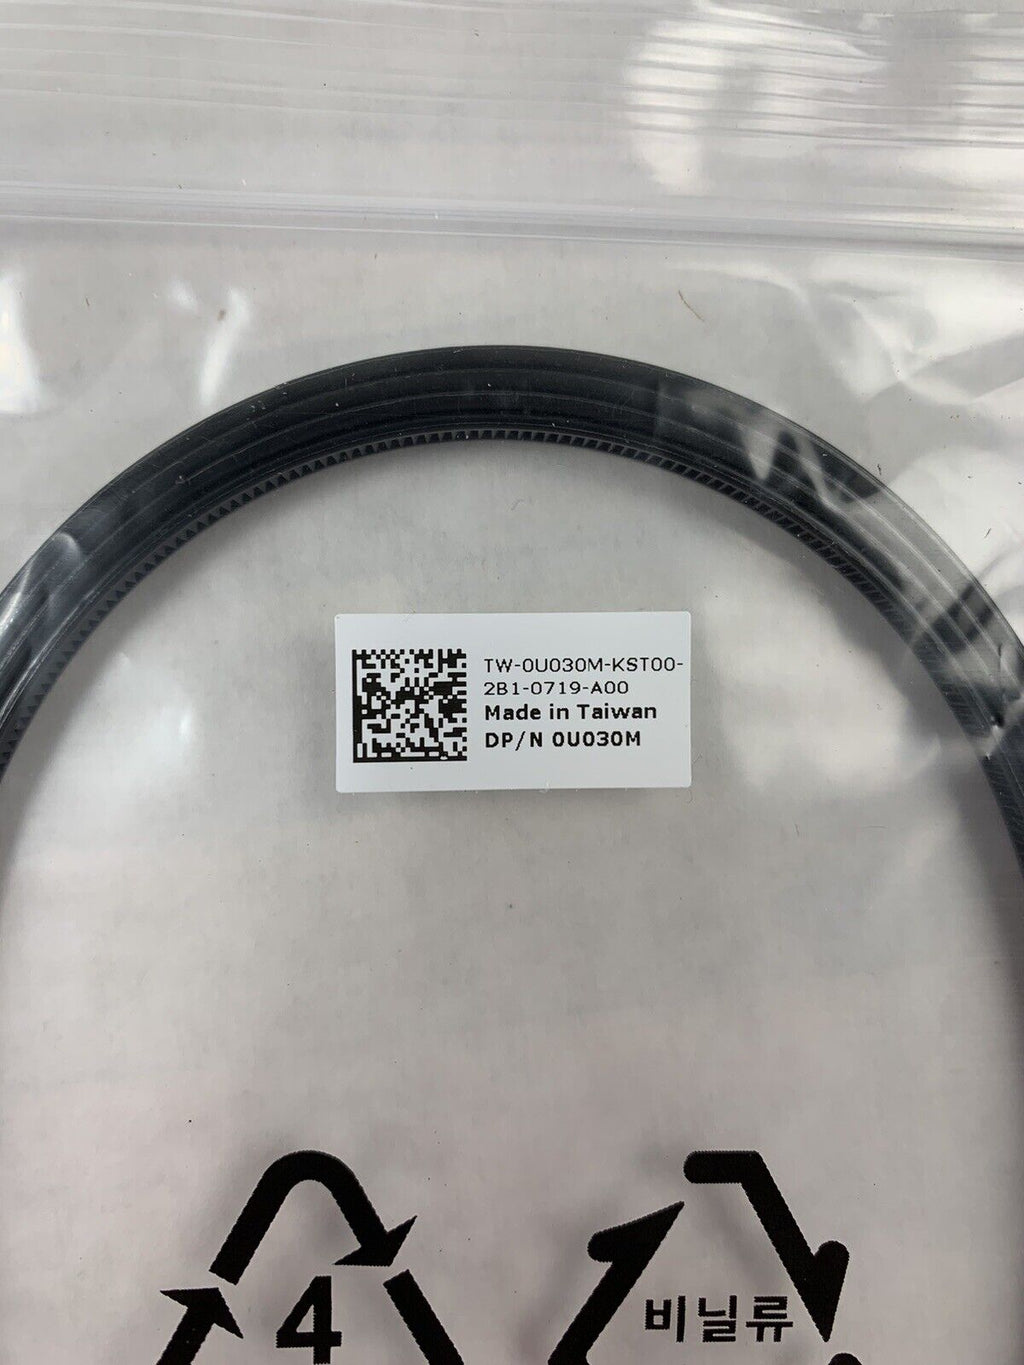 TW-0U030M-KST00-
2B1-0719-A00
Made in Taiwan
DP/N 0U030M
4
비닐류